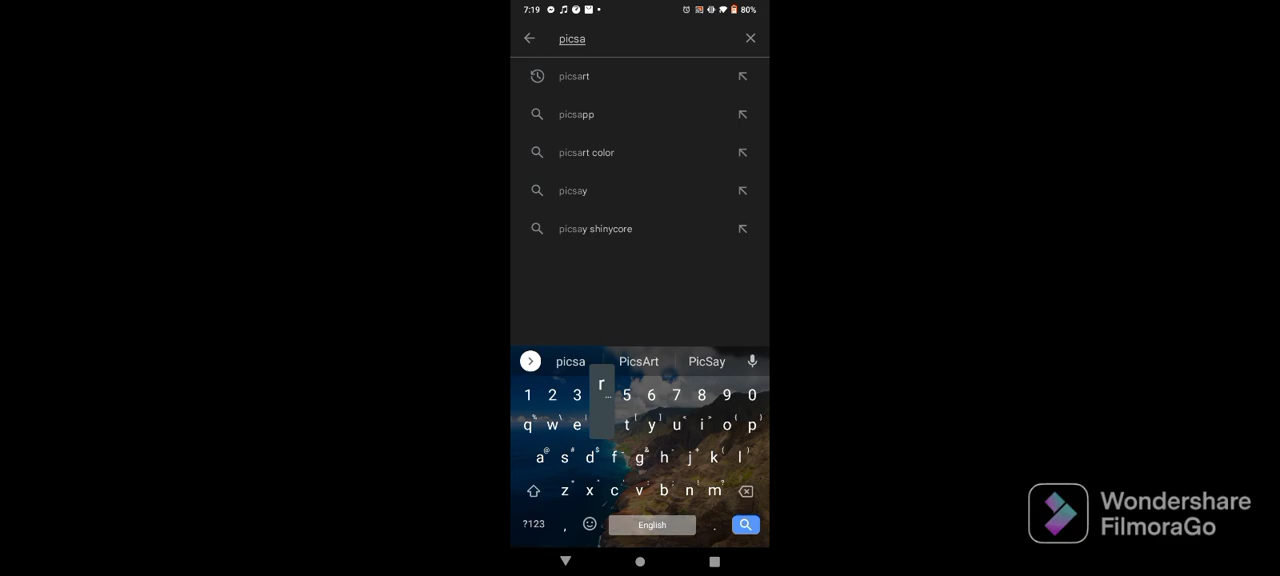 7:19 80%
picsa
picsart
picsapp
picsart color
picsay
picsay shinycore
picsa PicsArt PicSay
r
1 2 3 5 6 7 8 9 0
q w e t y u i o p
a s d f g h j k l
z x c v b n m
?123 , English .
Wondershare
FilmoraGo